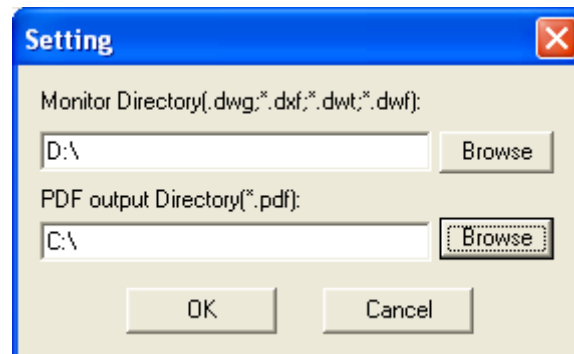 Setting
Monitor Directory(.dwg;*.dxf;*.dwt;*.dwf):
D:\
Browse
PDF output Directory(*.pdf):
C:\
Browse
OK
Cancel